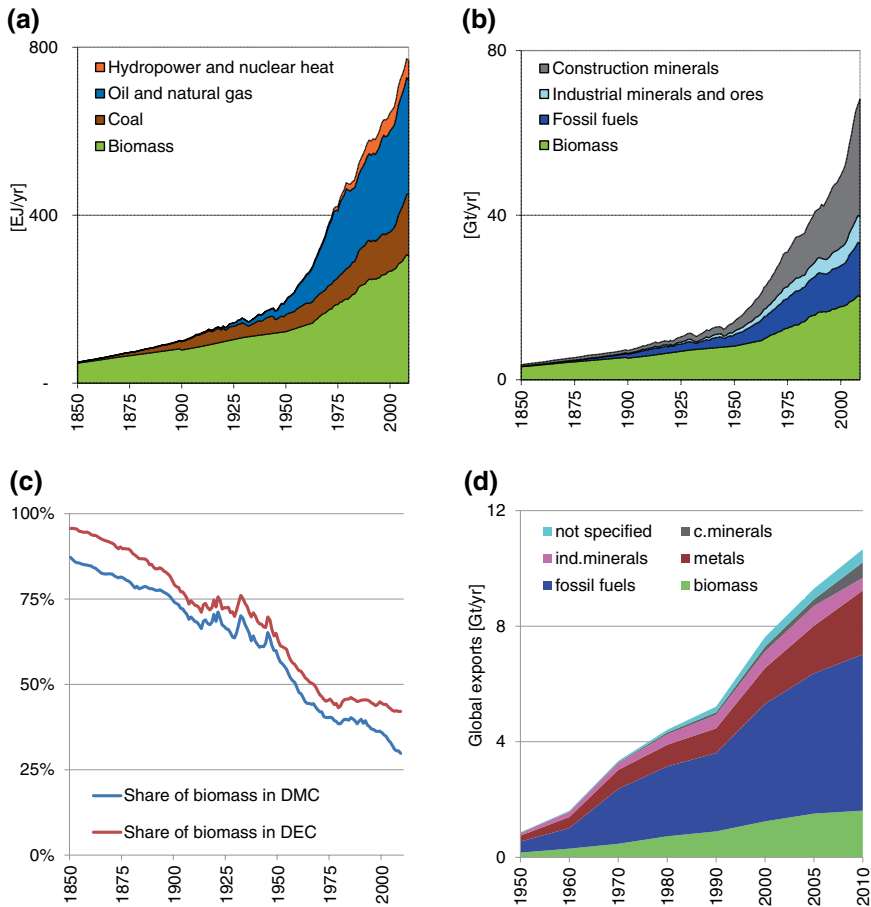 (a)
800
400
-
[EJ/yr]
Hydropower and nuclear heat
Oil and natural gas
Coal
Biomass
1850
1875
1900
1925
1950
1975
2000
(b)
80
40
0
[Gt/yr]
Construction minerals
Industrial minerals and ores
Fossil fuels
Biomass
1850
1875
1900
1925
1950
1975
2000
(c)
100%
75%
50%
25%
0%
Share of biomass in DMC
Share of biomass in DEC
1850
1875
1900
1925
1950
1975
2000
(d)
12
8
4
0
Global exports [Gt/yr]
not specified
c.minerals
ind.minerals
metals
fossil fuels
biomass
1950
1960
1970
1980
1990
2000
2005
2010